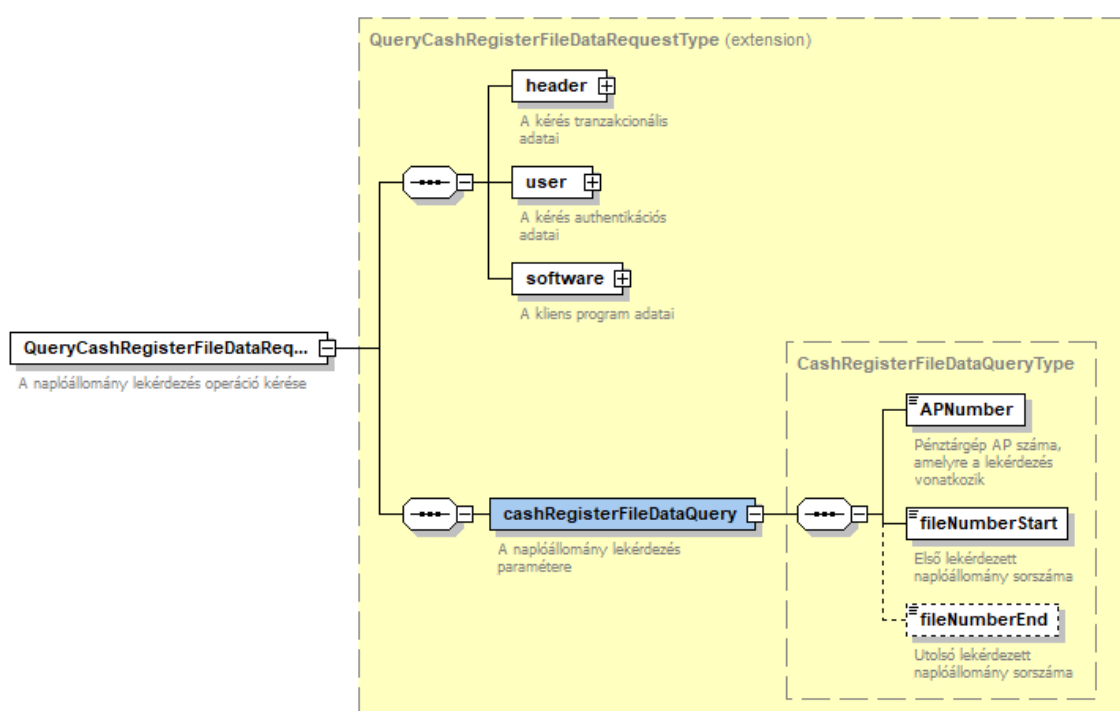 QueryCashRegisterFileDataRequestType (extension)
header
A kérés tranzakcionális
adatai
user
A kérés authentikációs
adatai
software
A kliens program adatai
QueryCashRegisterFileDataReq...
A naplóállomány lekérdezés operáció kérése
CashRegisterFileDataQueryType
APNumber
Pénztárgép AP száma,
amelyre a lekérdezés
vonatkozik
cashRegisterFileDataQuery
A naplóállomány lekérdezés
paramétere
fileNumberStart
Első lekérdezett
naplóállomány sorszáma
fileNumberEnd
Utolsó lekérdezett
naplóállomány sorszáma